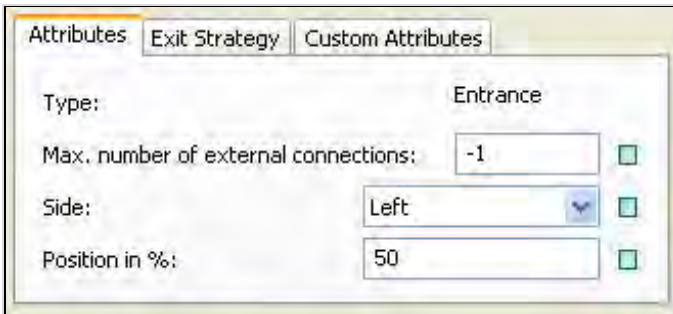 Attributes Exit Strategy Custom Attributes
Type: Entrance
Max. number of external connections: -1
Side: Left
Position in %: 50